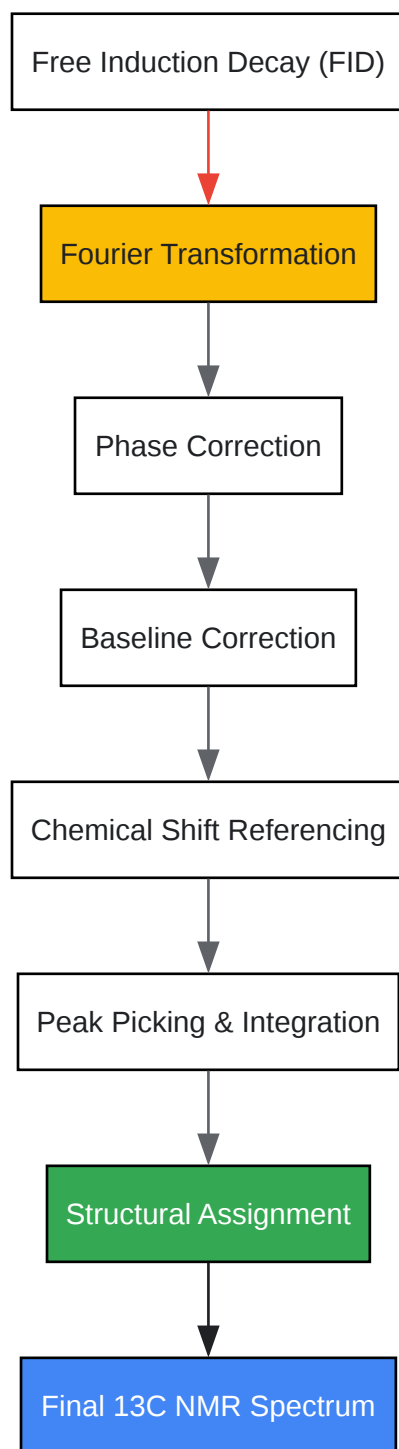 Free Induction Decay (FID)
Fourier Transformation
Phase Correction
Baseline Correction
Chemical Shift Referencing
Peak Picking & Integration
Structural Assignment
Final 13C NMR Spectrum